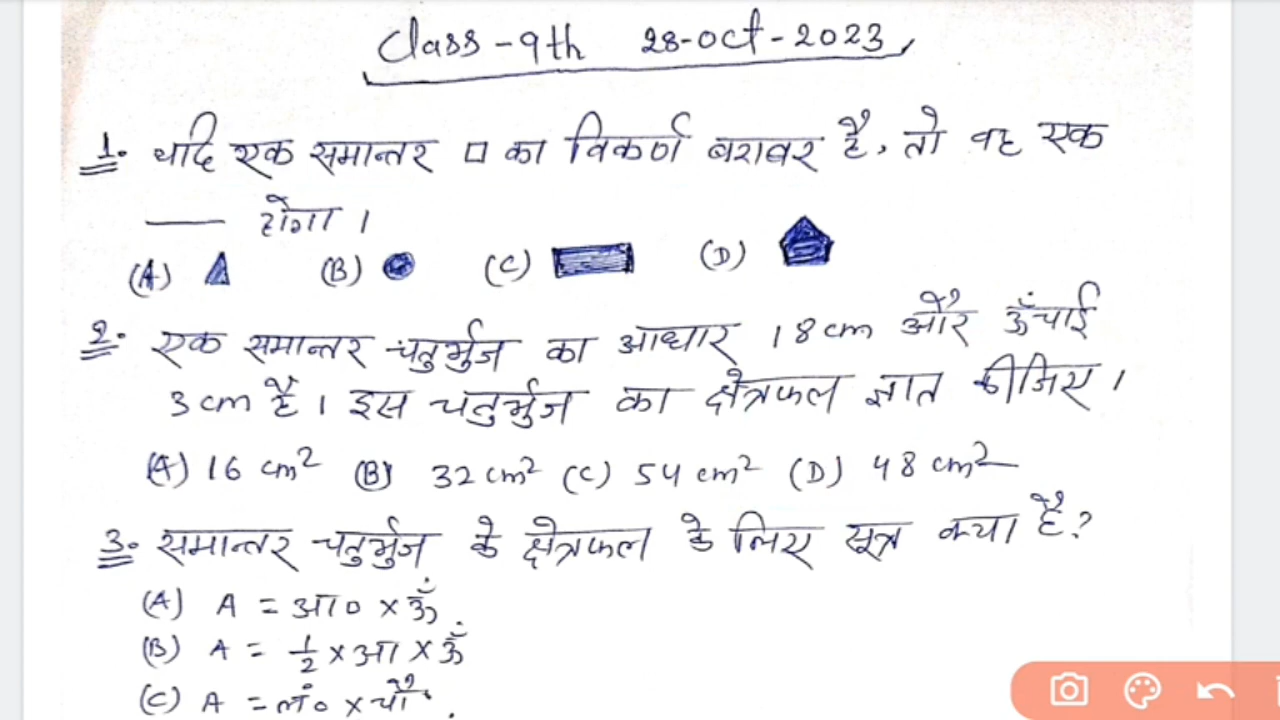 Class-9th 28-oct-2023
1. यदि एक समान्तर □ का विकर्ण बराबर है, तो वह एक
—— होगा।
(A) (B) (C) (D)
2. एक समान्तर चतुर्भुज का आधार 18 cm और ऊँचाई
3 cm है। इस चतुर्भुज का क्षेत्रफल ज्ञात कीजिए।
(A) 16 cm² (B) 32 cm² (C) 54 cm² (D) 48 cm²
3. समान्तर चतुर्भुज के क्षेत्रफल के लिए सूत्र क्या है?
(A) A = आ० × ऊँ.
(B) A = 1/2 × आ × ऊँ
(C) A = लं० × चौ.